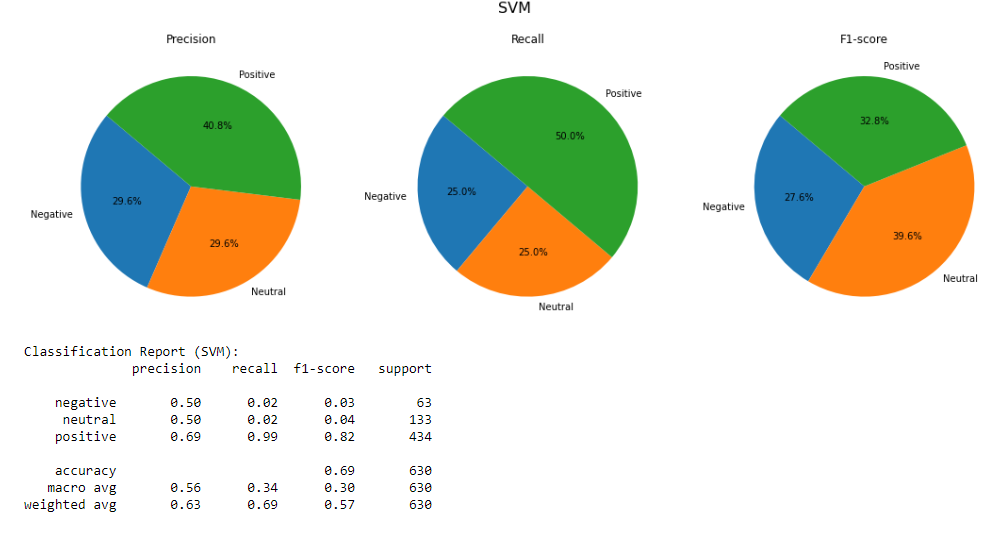 SVM
Precision
Recall
F1-score
Positive
40.8%
Negative
29.6%
29.6%
Neutral
Positive
50.0%
Negative
25.0%
25.0%
Neutral
Positive
32.8%
Negative
27.6%
39.6%
Neutral
Classification Report (SVM):
precision recall f1-score support
negative 0.50 0.02 0.03 63
neutral 0.50 0.02 0.04 133
positive 0.69 0.99 0.82 434
accuracy 0.69 630
macro avg 0.56 0.34 0.30 630
weighted avg 0.63 0.69 0.57 630